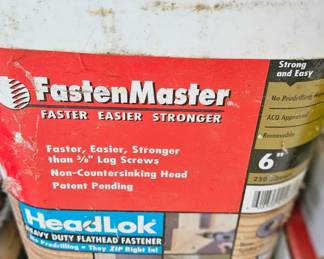 Strong
and Easy
FastenMaster
FASTER EASIER STRONGER
No Predrilling
ACQ Approved
Removable
Faster, Easier, Stronger
than 3/8" Lag Screws
Non-Countersinking Head
Patent Pending
6"
250
HeadLok
HEAVY DUTY FLATHEAD FASTENER
No Predrilling • They ZIP Right In!